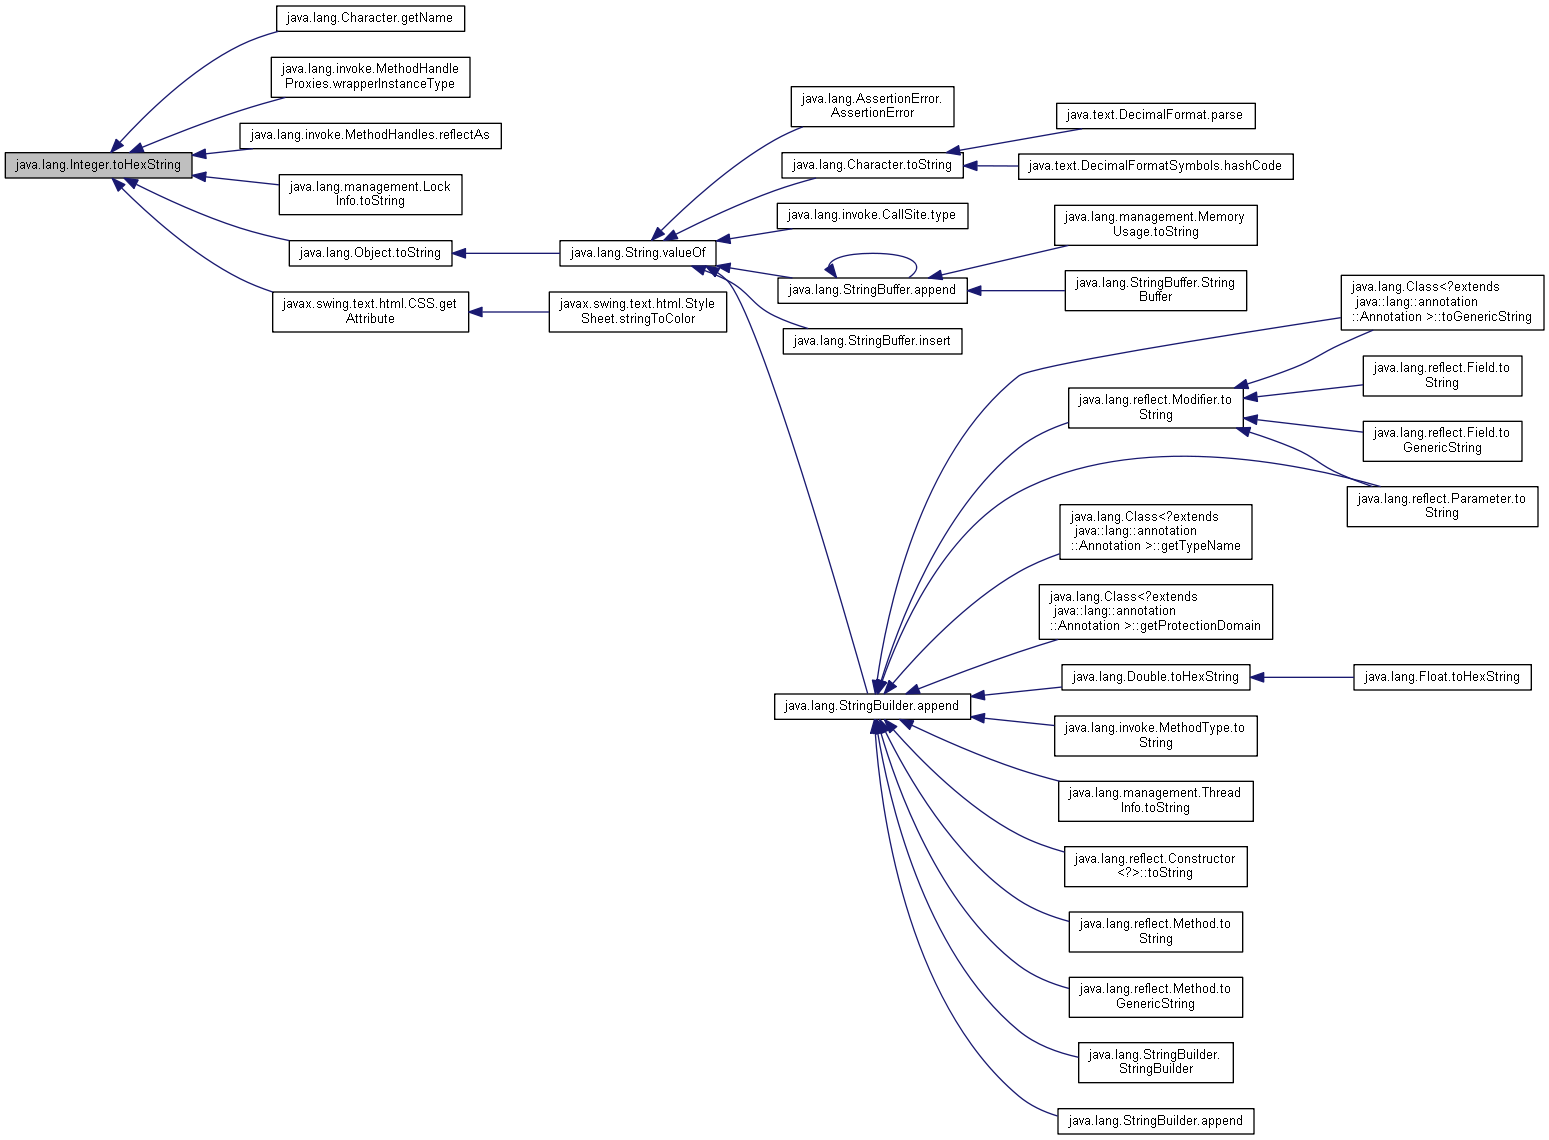 java.lang.Integer.toHexString
java.lang.Character.getName
java.lang.invoke.MethodHandle
Proxies.wrapperInstanceType
java.lang.invoke.MethodHandles.reflectAs
java.lang.management.Lock
Info.toString
java.lang.Object.toString
javax.swing.text.html.CSS.get
Attribute
java.lang.String.valueOf
javax.swing.text.html.Style
Sheet.stringToColor
java.lang.AssertionError.
AssertionError
java.lang.Character.toString
java.lang.invoke.CallSite.type
java.lang.StringBuffer.append
java.lang.StringBuffer.insert
java.lang.StringBuilder.append
java.text.DecimalFormat.parse
java.text.DecimalFormatSymbols.hashCode
java.lang.management.Memory
Usage.toString
java.lang.StringBuffer.String
Buffer
java.lang.reflect.Modifier.to
String
java.lang.Class<?extends
java::lang::annotation
::Annotation >::getTypeName
java.lang.Class<?extends
java::lang::annotation
::Annotation >::getProtectionDomain
java.lang.Double.toHexString
java.lang.invoke.MethodType.to
String
java.lang.management.Thread
Info.toString
java.lang.reflect.Constructor
<?>::toString
java.lang.reflect.Method.to
String
java.lang.reflect.Method.to
GenericString
java.lang.StringBuilder.
StringBuilder
java.lang.StringBuilder.append
java.lang.Class<?extends
java::lang::annotation
::Annotation >::toGenericString
java.lang.reflect.Field.to
String
java.lang.reflect.Field.to
GenericString
java.lang.reflect.Parameter.to
String
java.lang.Float.toHexString